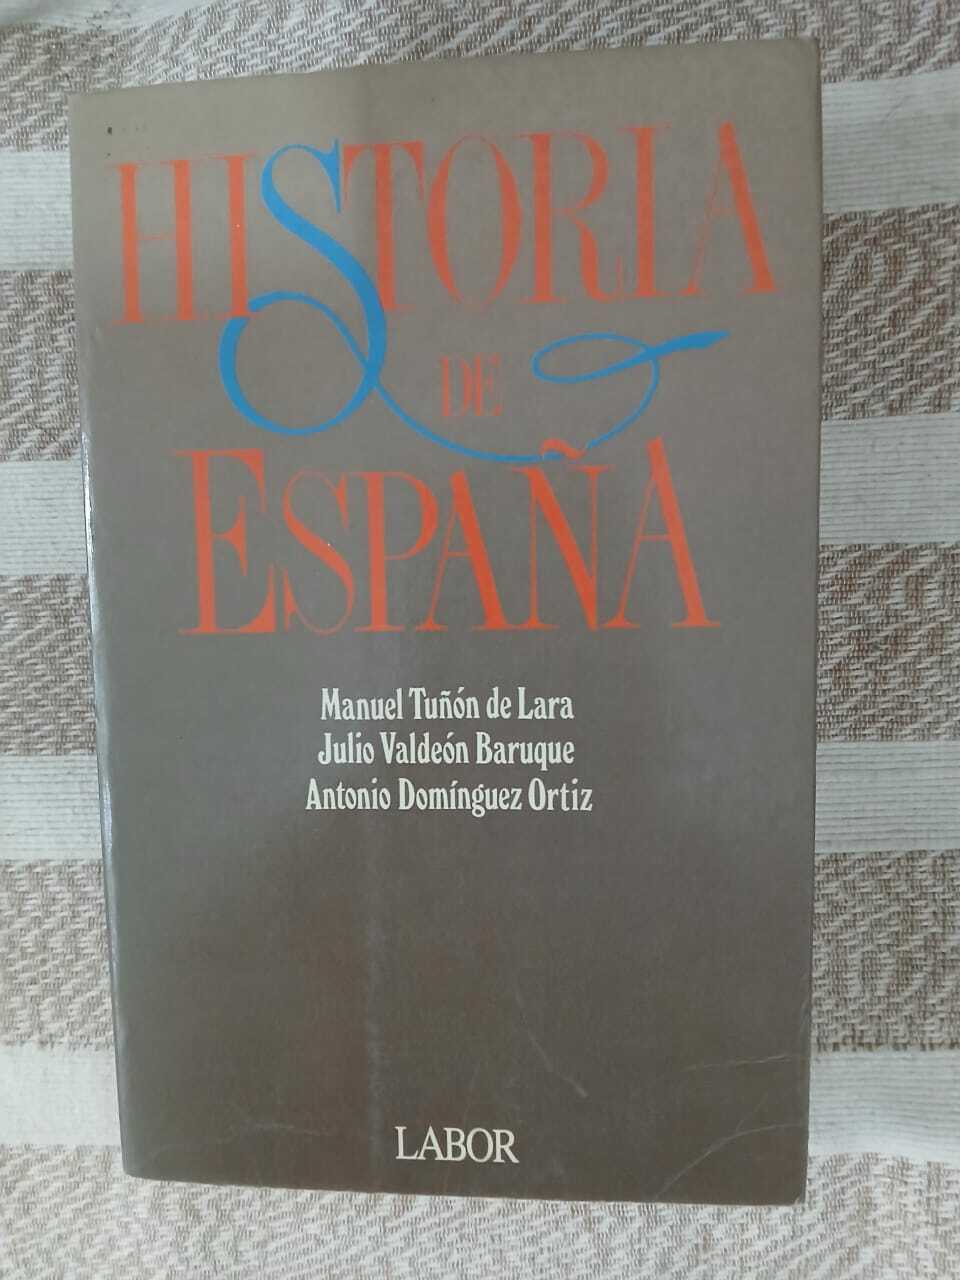 HISTORIA
DE
ESPAÑA
Manuel Tuñón de Lara
Julio Valdeón Baruque
Antonio Domínguez Ortiz
LABOR